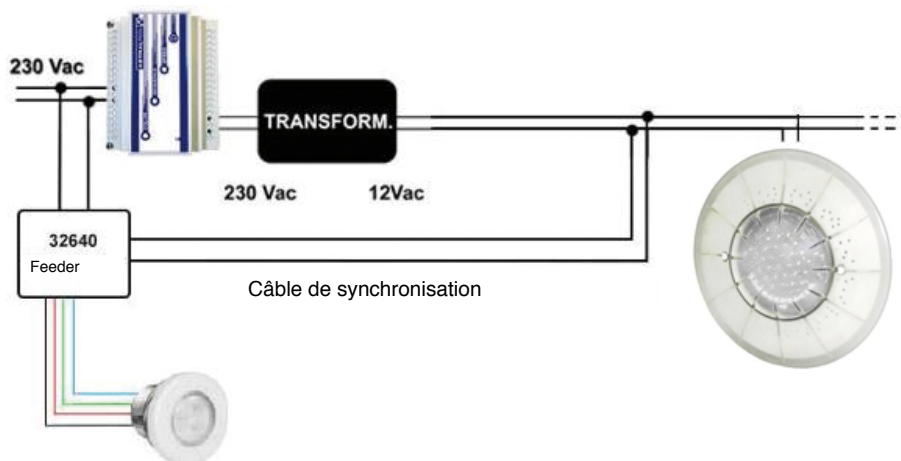 230 Vac
TRANSFORM.
230 Vac
12Vac
32640
Feeder
Câble de synchronisation